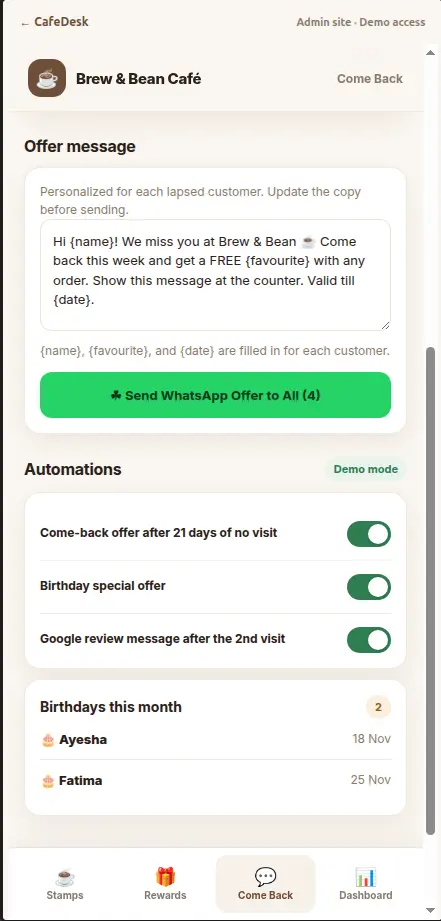 ← CafeDesk
Admin site · Demo access
Brew & Bean Café
Come Back
Offer message
Personalized for each lapsed customer. Update the copy
before sending.
Hi {name}! We miss you at Brew & Bean ☕ Come
back this week and get a FREE {favourite} with any
order. Show this message at the counter. Valid till
{date}.
{name}, {favourite}, and {date} are filled in for each customer.
☘ Send WhatsApp Offer to All (4)
Automations
Demo mode
Come-back offer after 21 days of no visit
Birthday special offer
Google review message after the 2nd visit
Birthdays this month
2
🎂 Ayesha
18 Nov
🎂 Fatima
25 Nov
Stamps
Rewards
Come Back
Dashboard